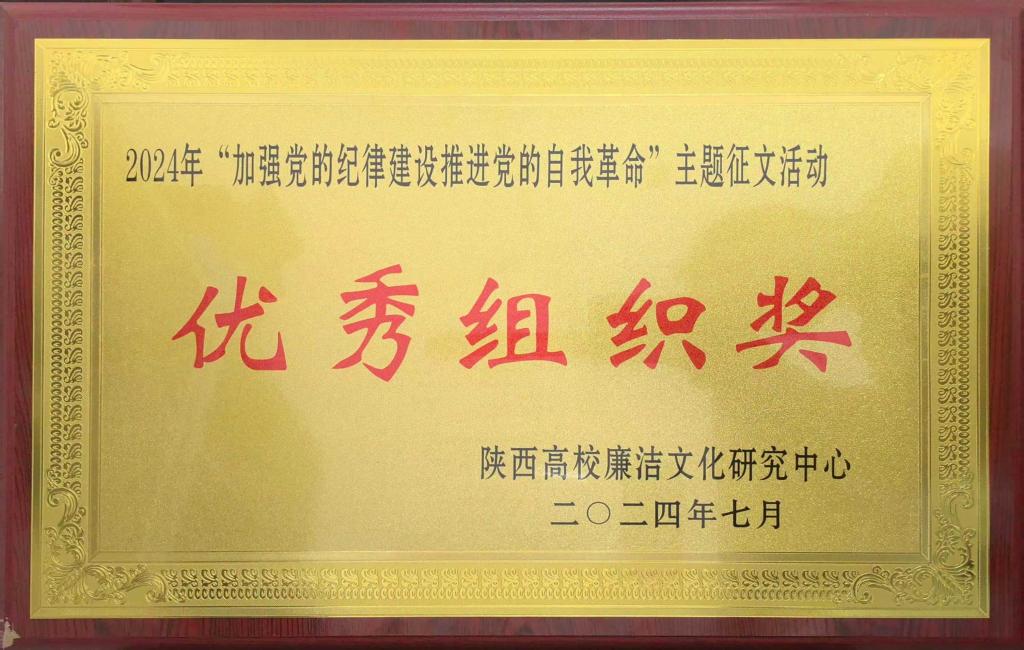 2024年“加强党的纪律建设推进党的自我革命”主题征文活动
优秀组织奖
陕西高校廉洁文化研究中心
二〇二四年七月